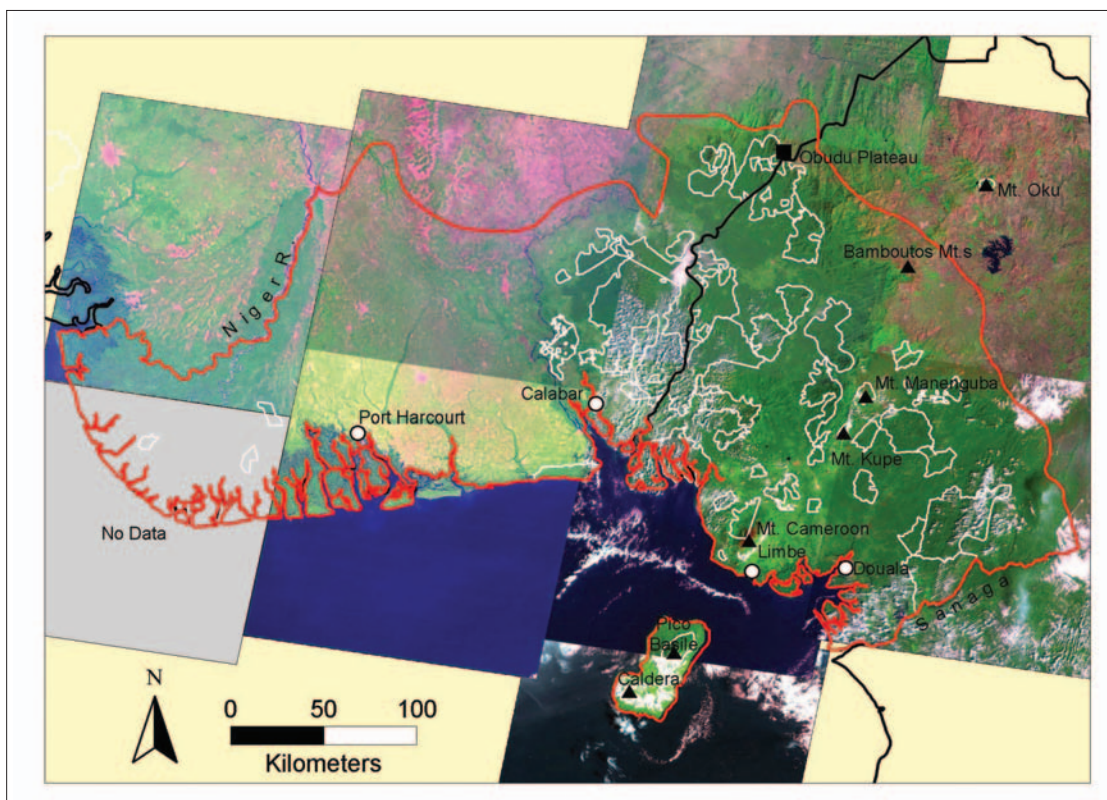 Obudu Plateau
Mt. Oku
Niger R.
Bamboutos Mt.s
Calabar
Mt. Manenguba
Port Harcourt
Mt. Kupe
No Data
Mt. Cameroon
Limbe
Douala
Sanaga
Pico
Basile
Caldera
N
0 50 100
Kilometers